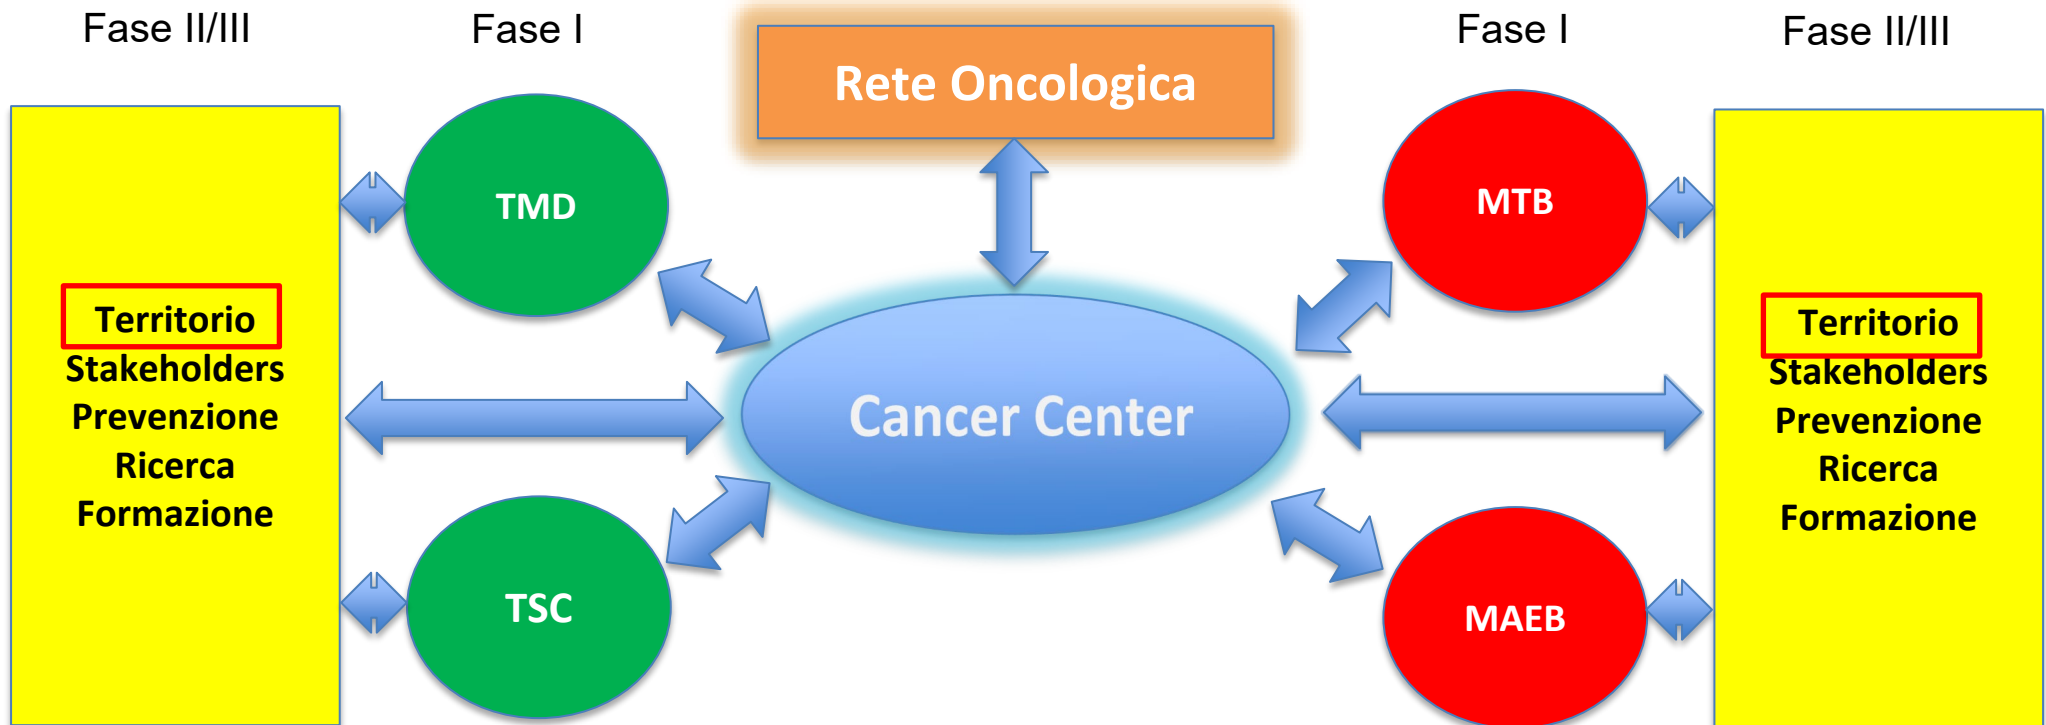 Fase II/III
Fase I
Rete Oncologica
Fase I
Fase II/III
TMD
MTB
Territorio
Stakeholders
Prevenzione
Ricerca
Formazione
Cancer Center
Territorio
Stakeholders
Prevenzione
Ricerca
Formazione
TSC
MAEB